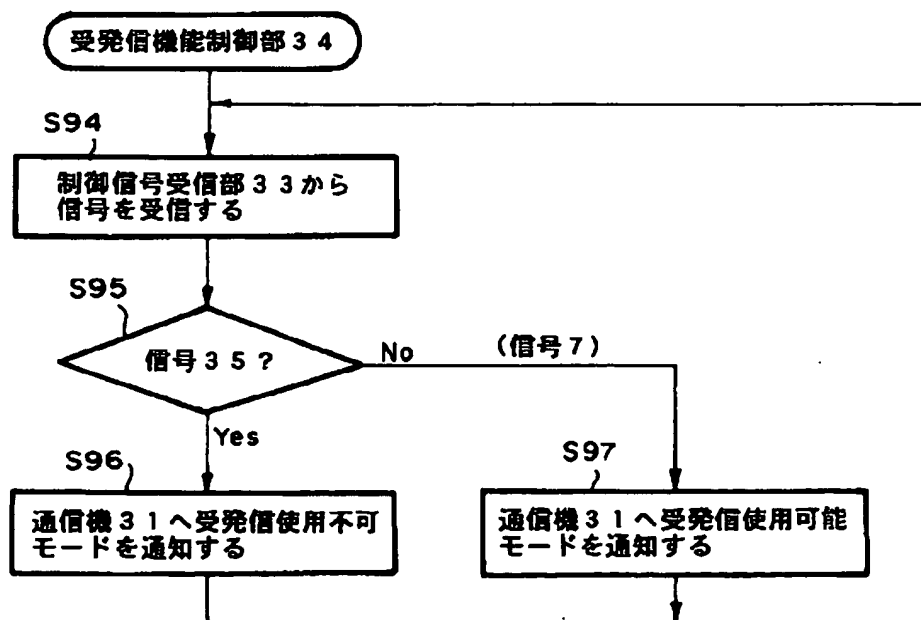 受発信機能制御部34
S94
制御信号受信部33から
信号を受信する
S95
信号35?
No
(信号7)
Yes
S96
通信機31へ受発信使用不可
モードを通知する
S97
通信機31へ受発信使用可能
モードを通知する